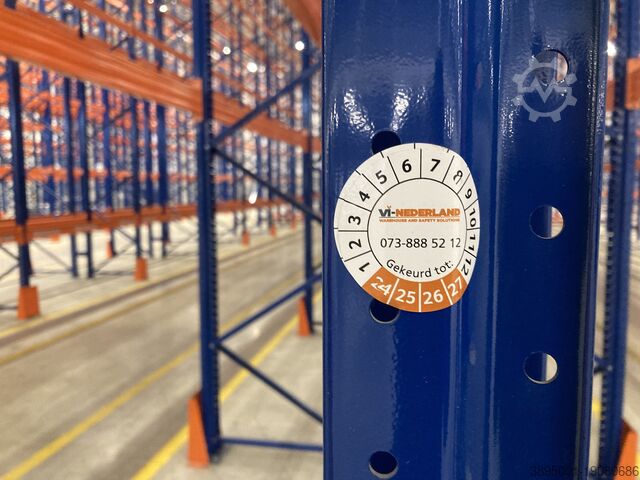 1 2 3 4 5 6 7 8 9 10 11 12
VI-NEDERLAND
WAREHOUSE AND SAFETY SOLUTIONS
073-888 52 12
Gekeurd tot:
24 25 26 27